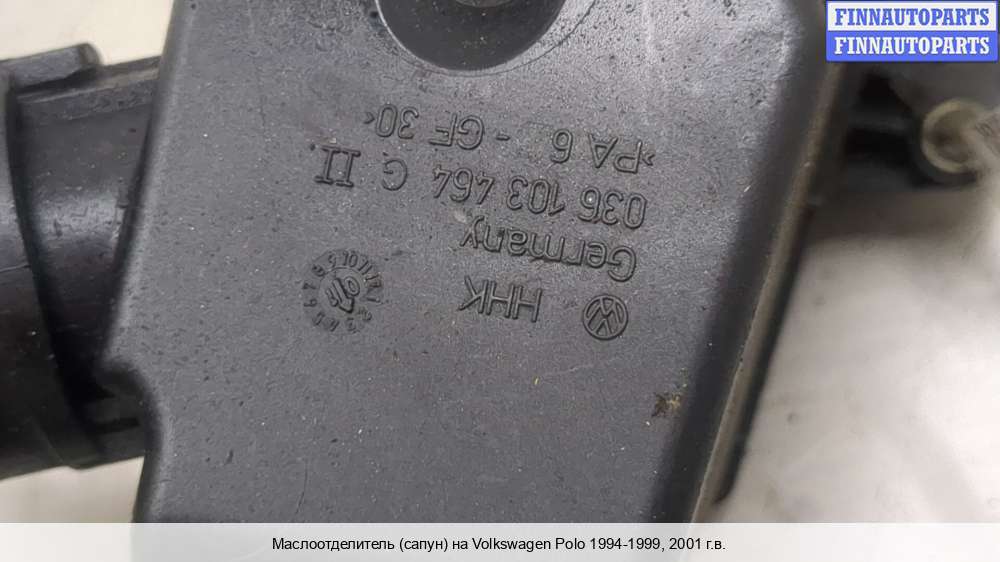 FINNAUTOPARTS
FINNAUTOPARTS
HHK
Germany
036 103 464 G II.
>PA 6 - GF 30<
Маслоотделитель (сапун) на Volkswagen Polo 1994-1999, 2001 г.в.